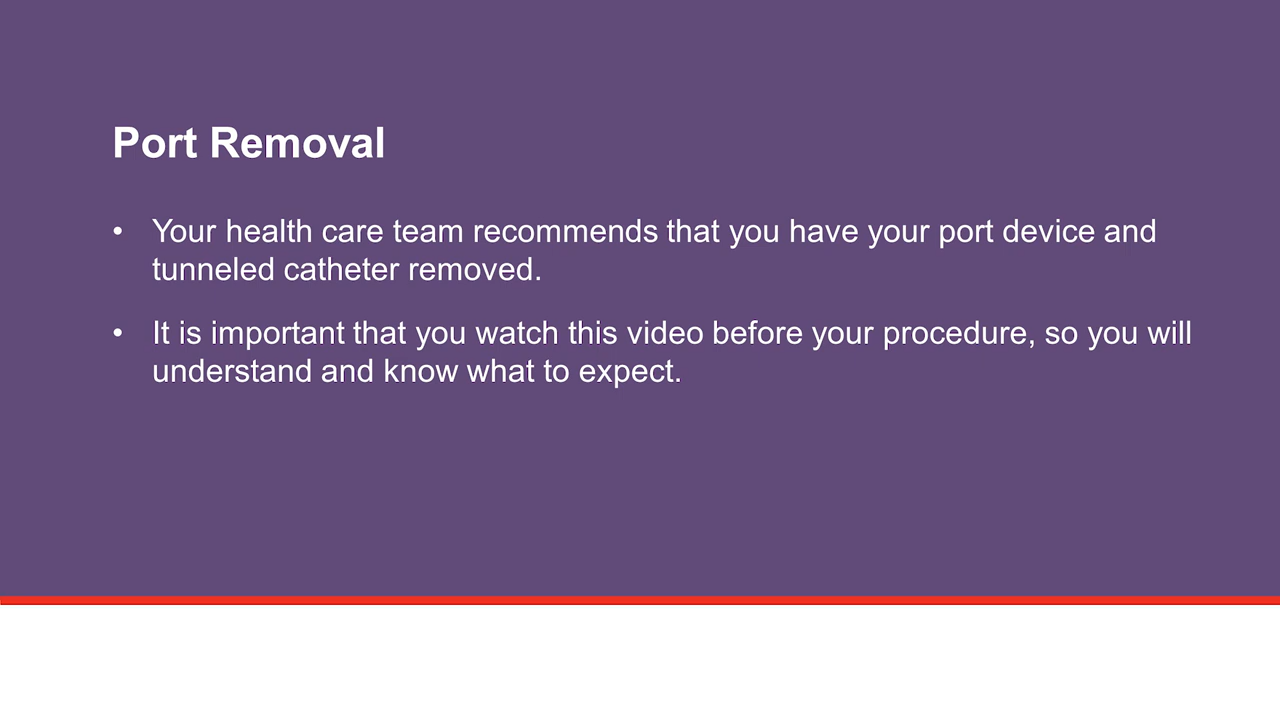 Port Removal
• Your health care team recommends that you have your port device and
tunneled catheter removed.
• It is important that you watch this video before your procedure, so you will
understand and know what to expect.